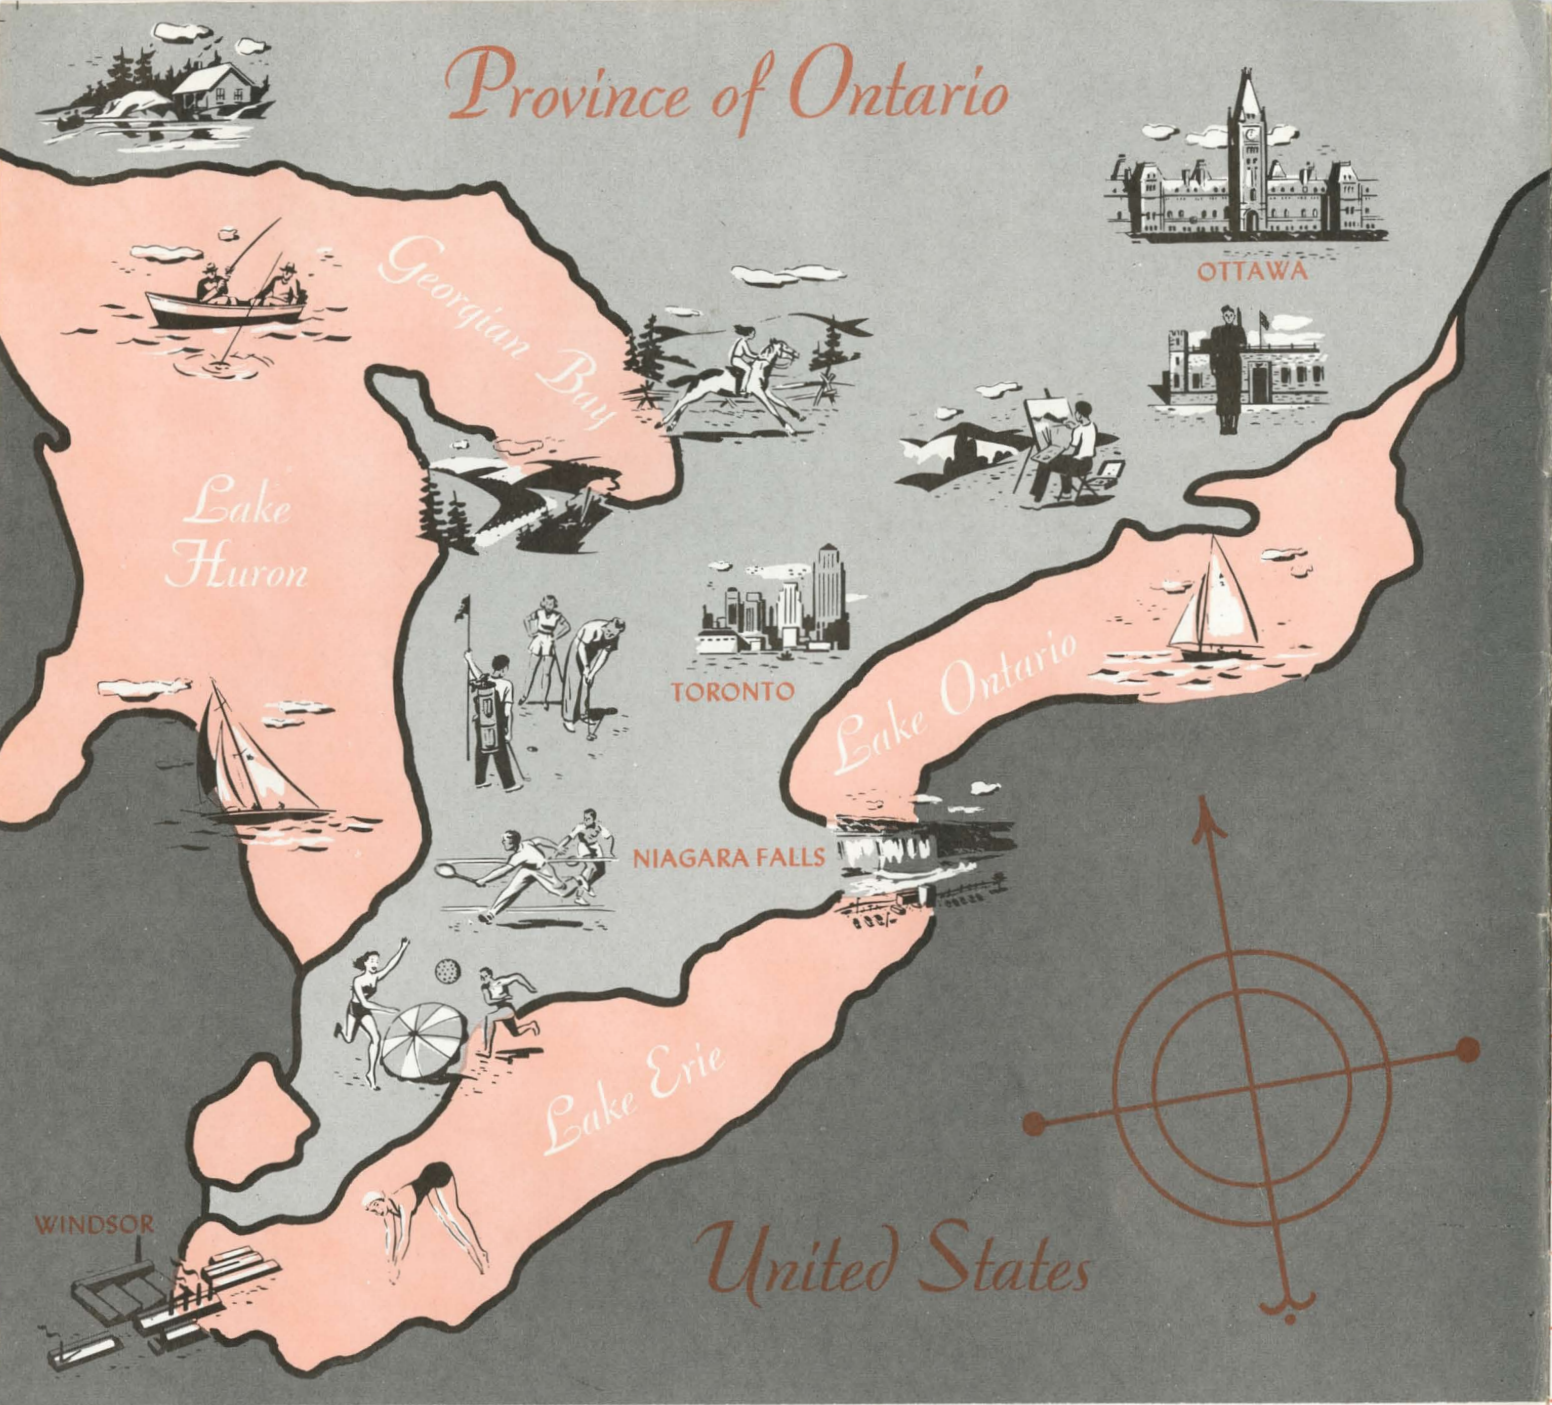 Province of Ontario
OTTAWA
Georgian Bay
Lake
Huron
TORONTO
Lake Ontario
NIAGARA FALLS
Lake Erie
WINDSOR
United States